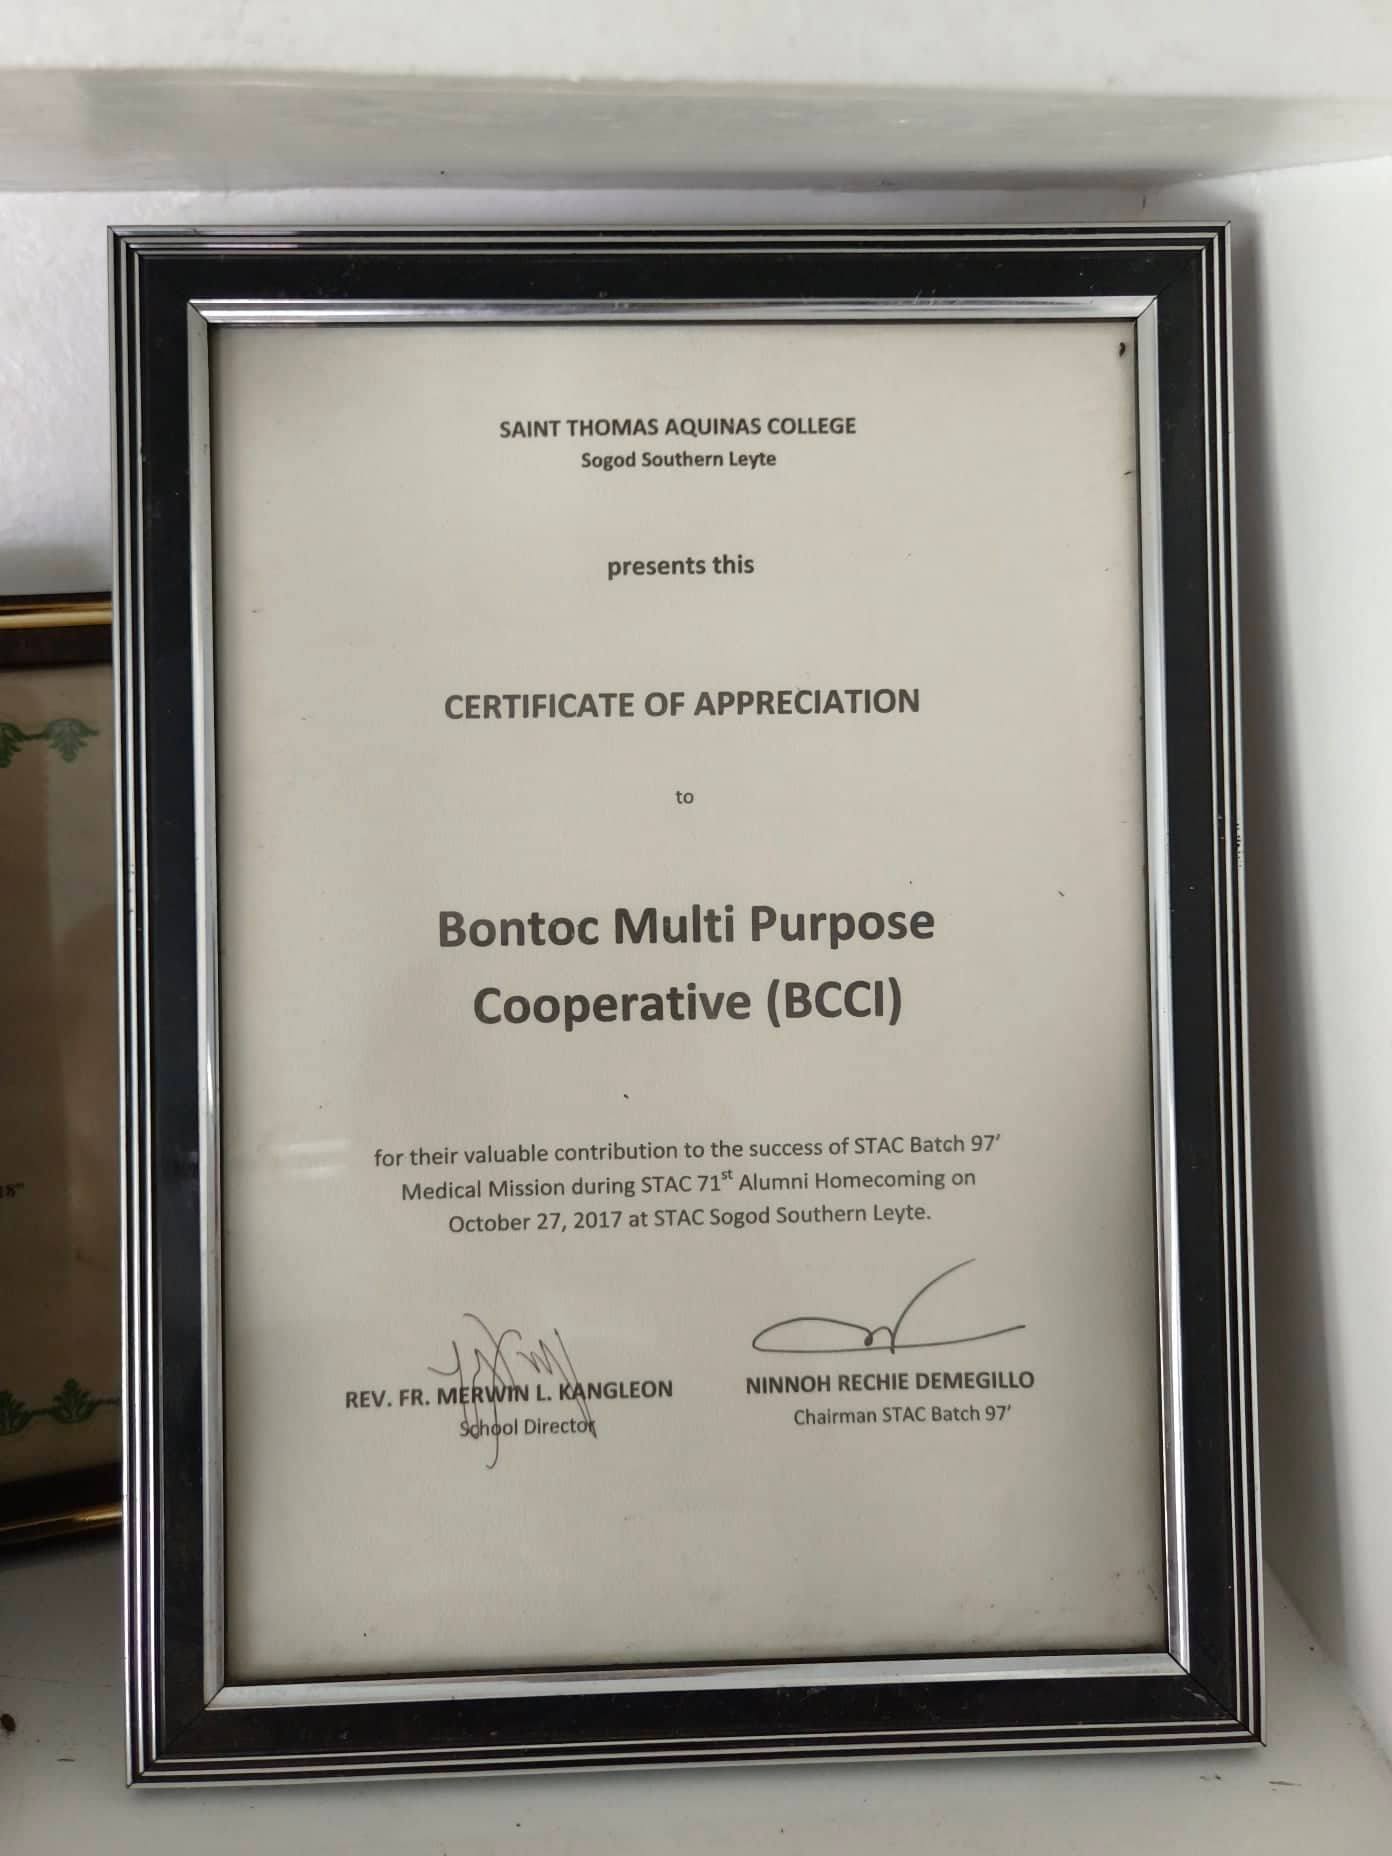 SAINT THOMAS AQUINAS COLLEGE
Sogod Southern Leyte
presents this
CERTIFICATE OF APPRECIATION
to
Bontoc Multi Purpose
Cooperative (BCCI)
for their valuable contribution to the success of STAC Batch 97'
Medical Mission during STAC 71st Alumni Homecoming on
October 27, 2017 at STAC Sogod Southern Leyte.
REV. FR. MERWIN L. KANGLEON
School Director
NINNOH RECHIE DEMEGILLO
Chairman STAC Batch 97'